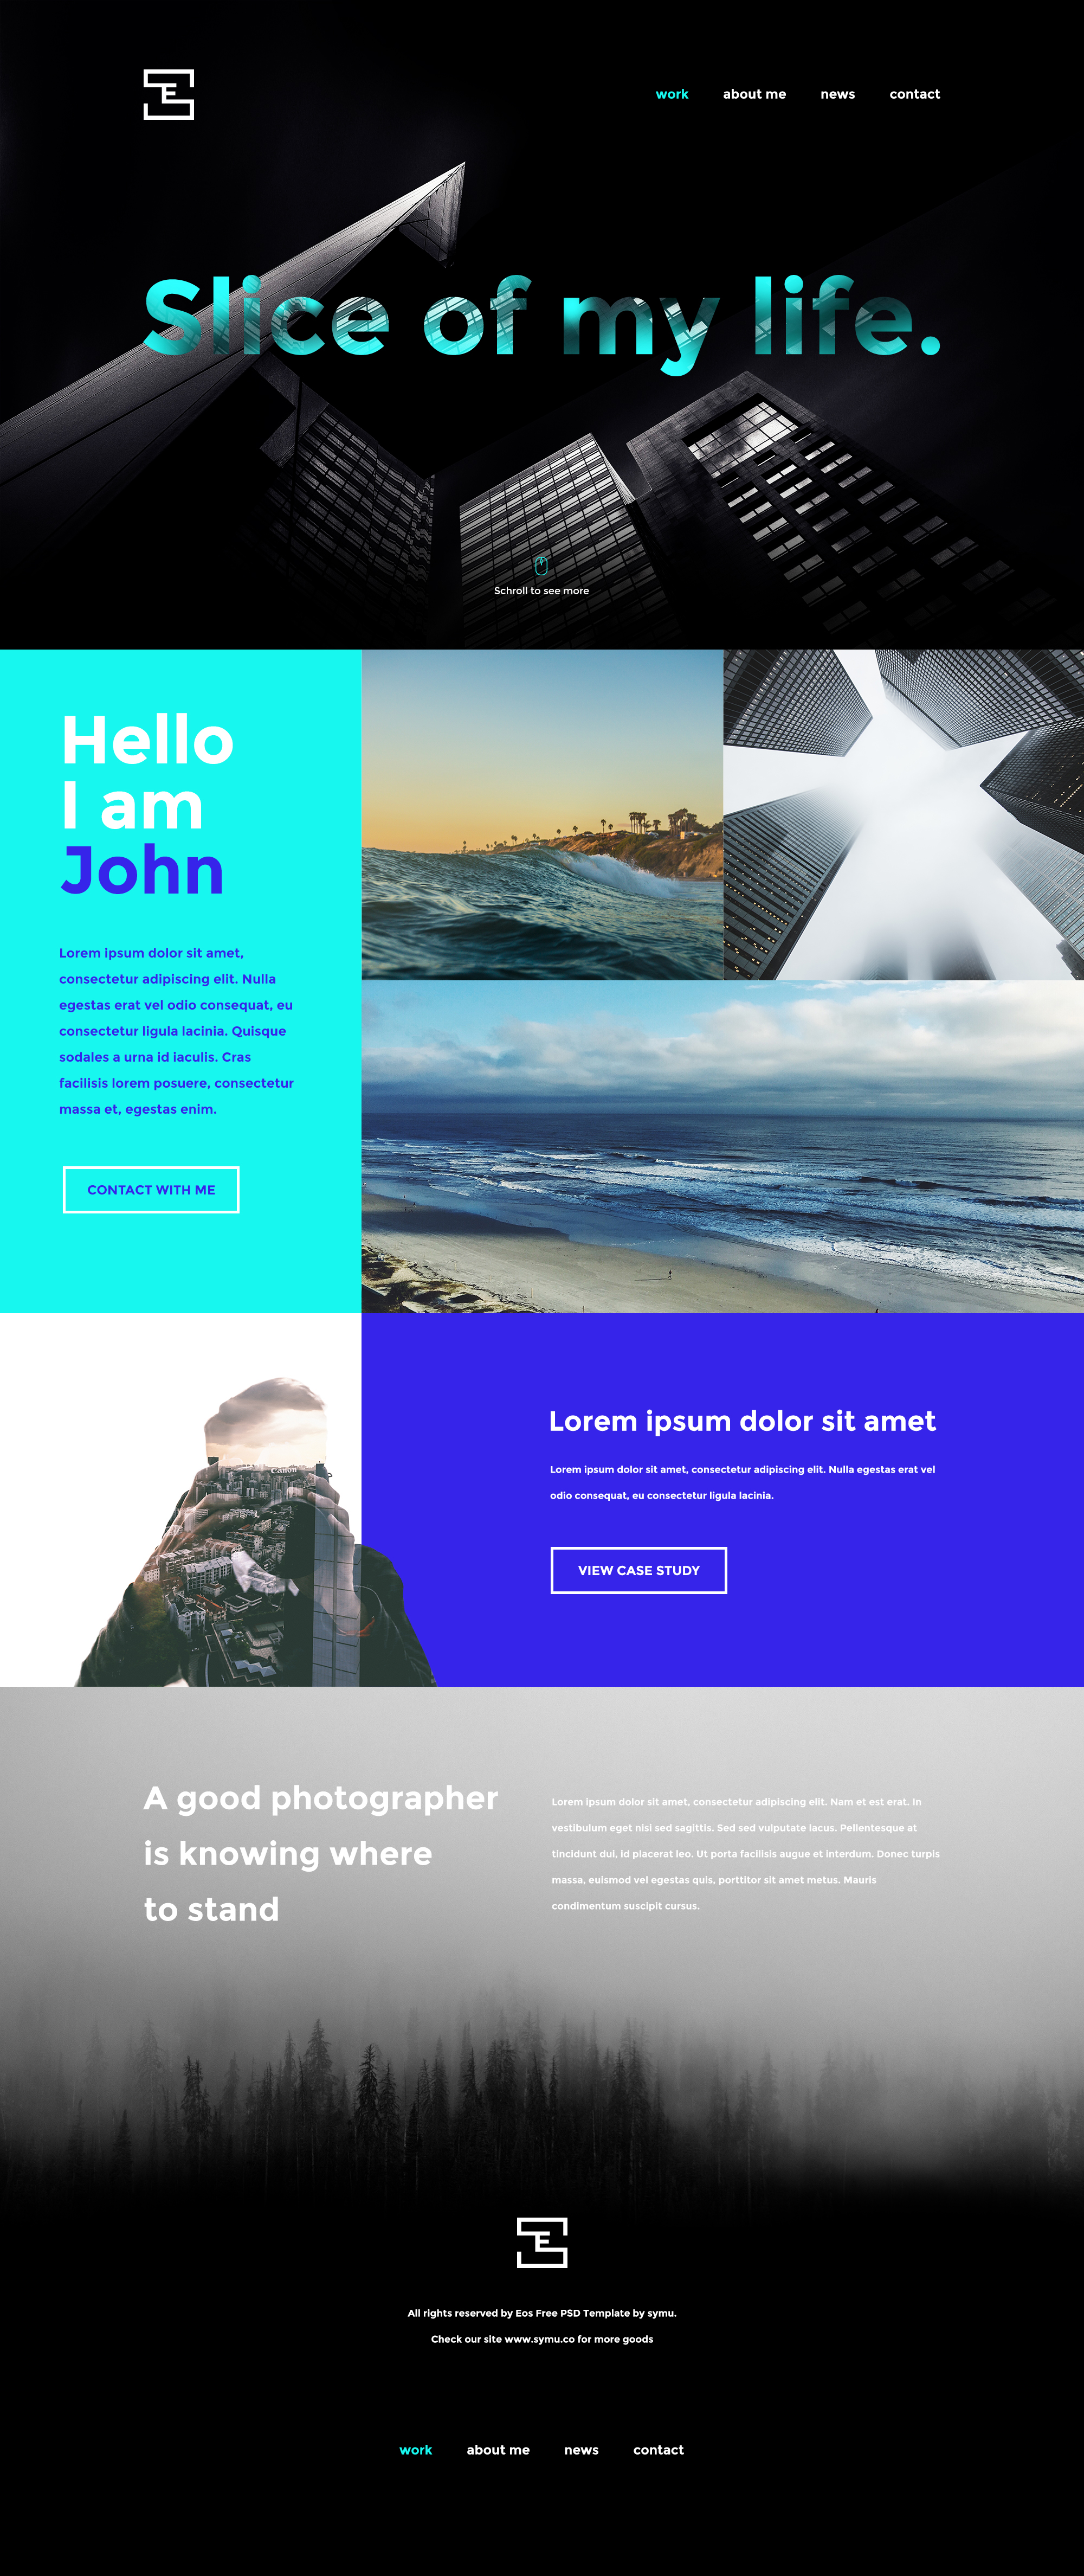 work about me news contact
Slice of my life.
Schroll to see more
Hello
I am
John
Lorem ipsum dolor sit amet,
consectetur adipiscing elit. Nulla
egestas erat vel odio consequat, eu
consectetur ligula lacinia. Quisque
sodales a urna id iaculis. Cras
facilisis lorem posuere, consectetur
massa et, egestas enim.
CONTACT WITH ME
Canon
Lorem ipsum dolor sit amet
Lorem ipsum dolor sit amet, consectetur adipiscing elit. Nulla egestas erat vel
odio consequat, eu consectetur ligula lacinia.
VIEW CASE STUDY
A good photographer
is knowing where
to stand
Lorem ipsum dolor sit amet, consectetur adipiscing elit. Nam et est erat. In
vestibulum eget nisi sed sagittis. Sed sed vulputate lacus. Pellentesque at
tincidunt dui, id placerat leo. Ut porta facilisis augue et interdum. Donec turpis
massa, euismod vel egestas quis, porttitor sit amet metus. Mauris
condimentum suscipit cursus.
All rights reserved by Eos Free PSD Template by symu.
Check our site www.symu.co for more goods
work about me news contact